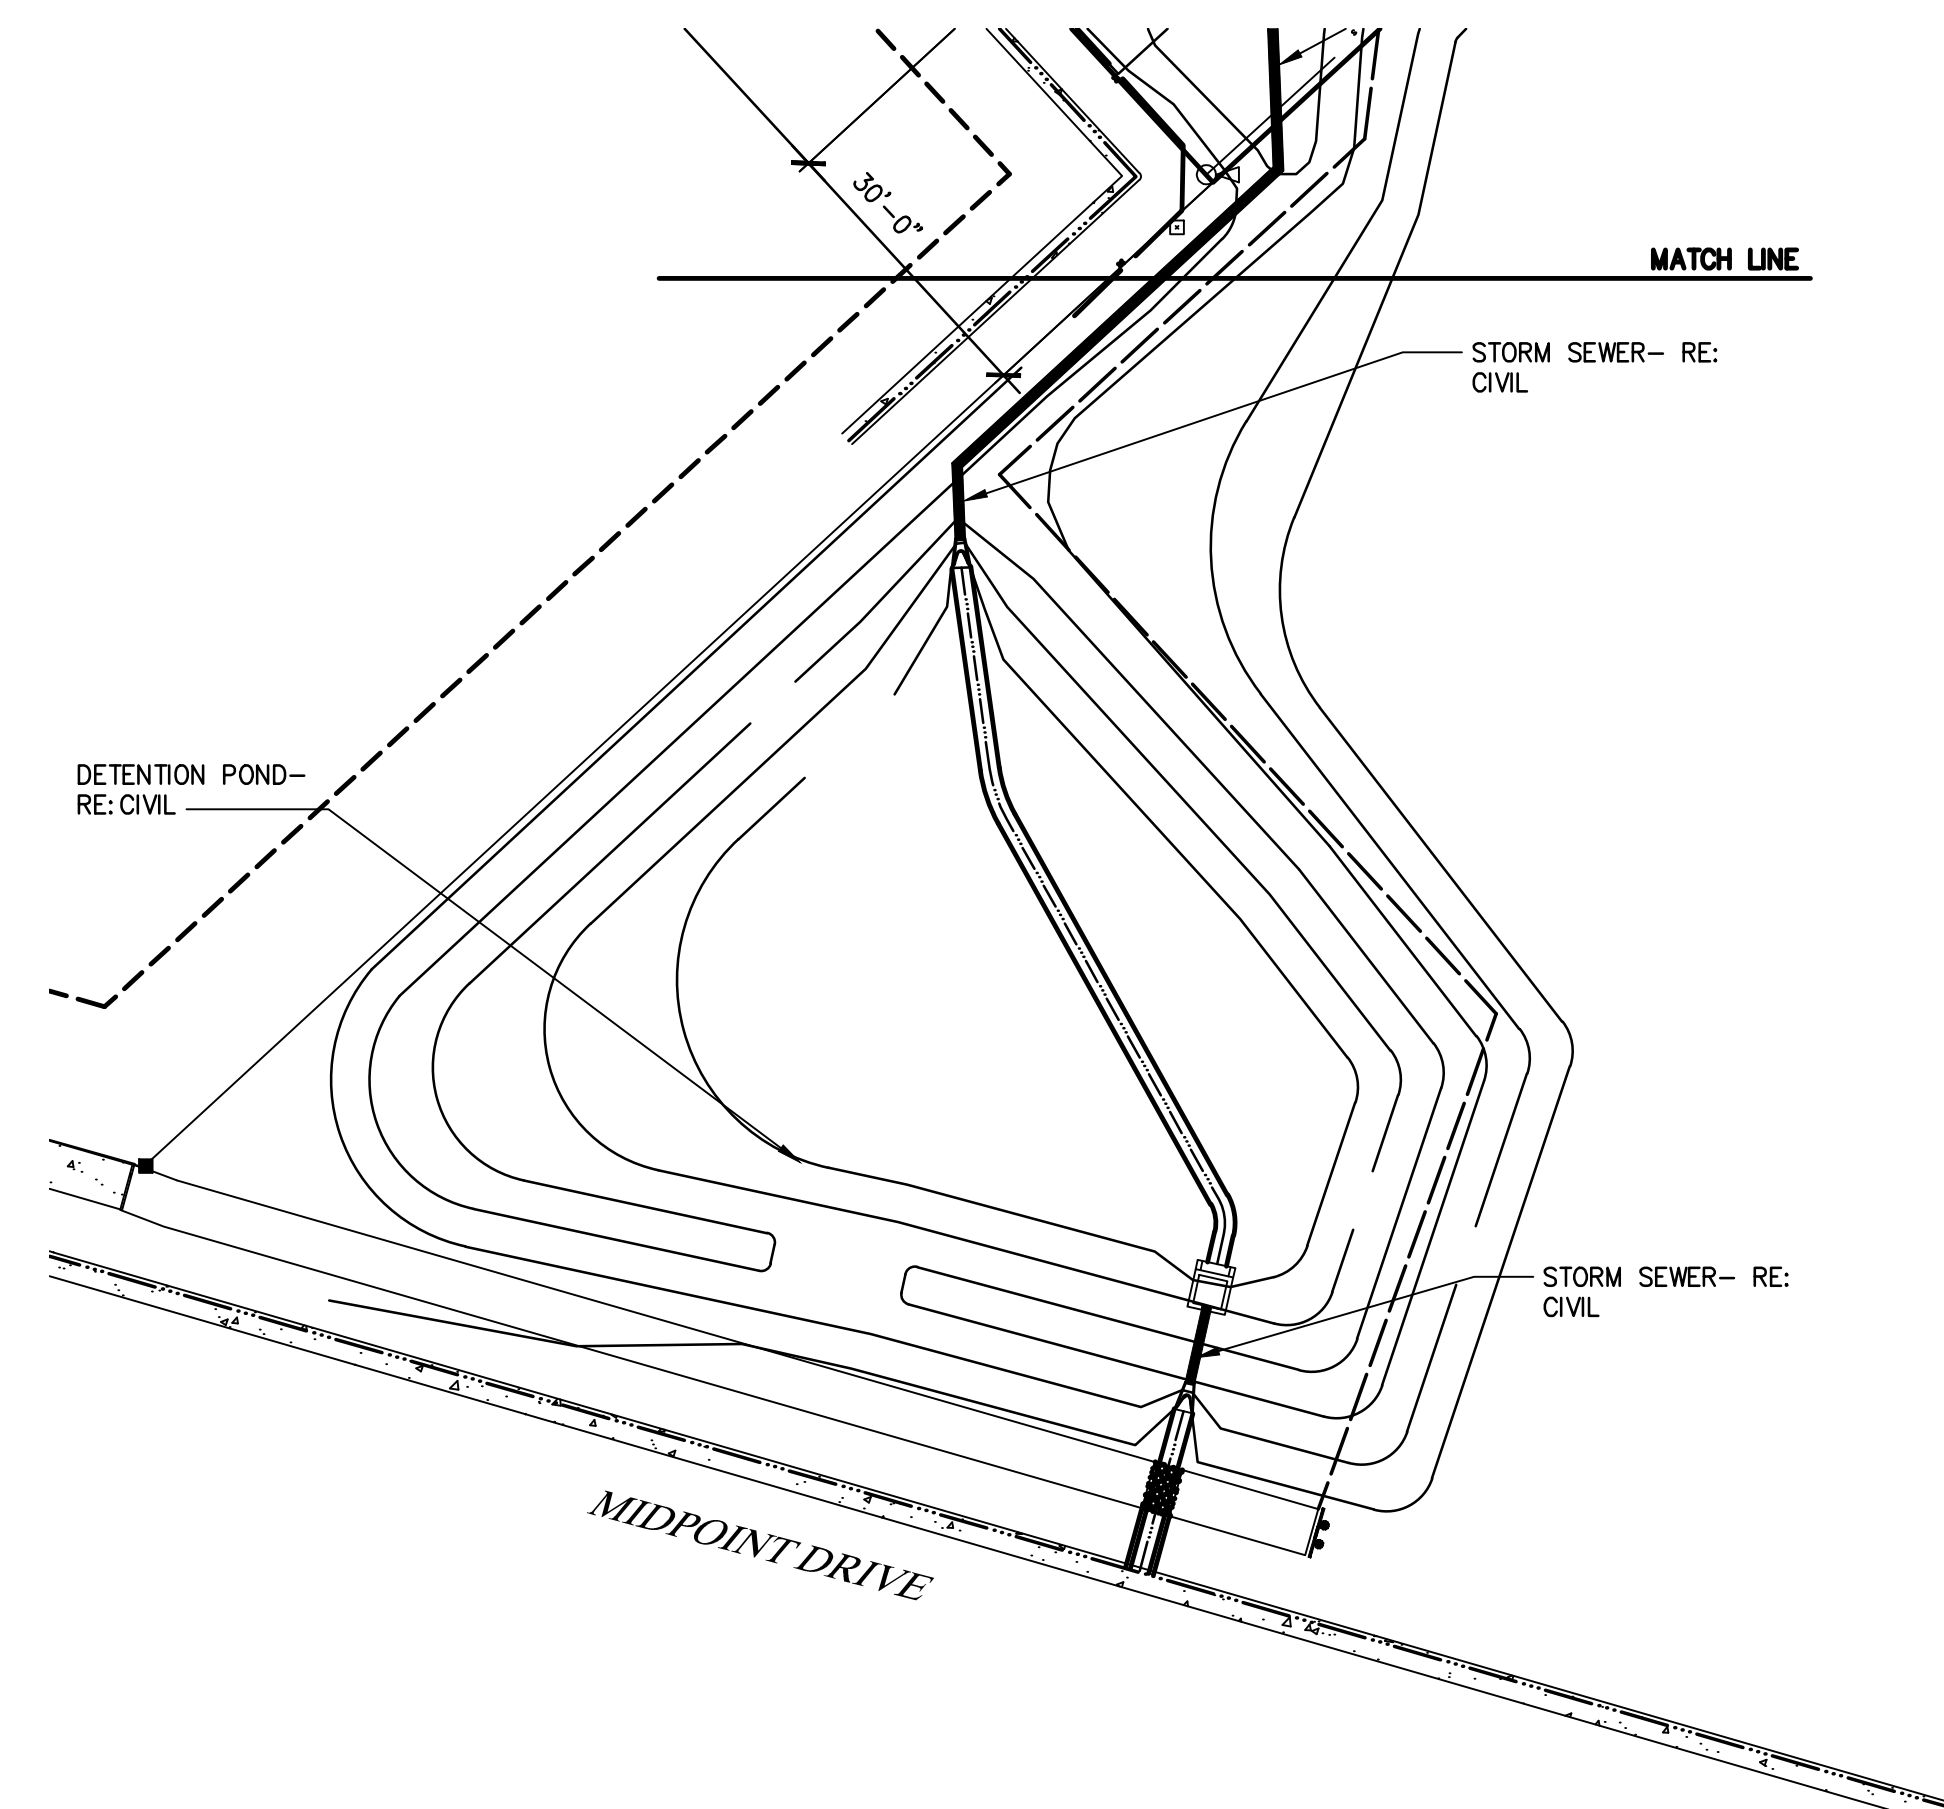 30'-0"
MATCH LINE
STORM SEWER- RE:
CIVIL
DETENTION POND-
RE: CIVIL
STORM SEWER- RE:
CIVIL
MIDPOINT DRIVE